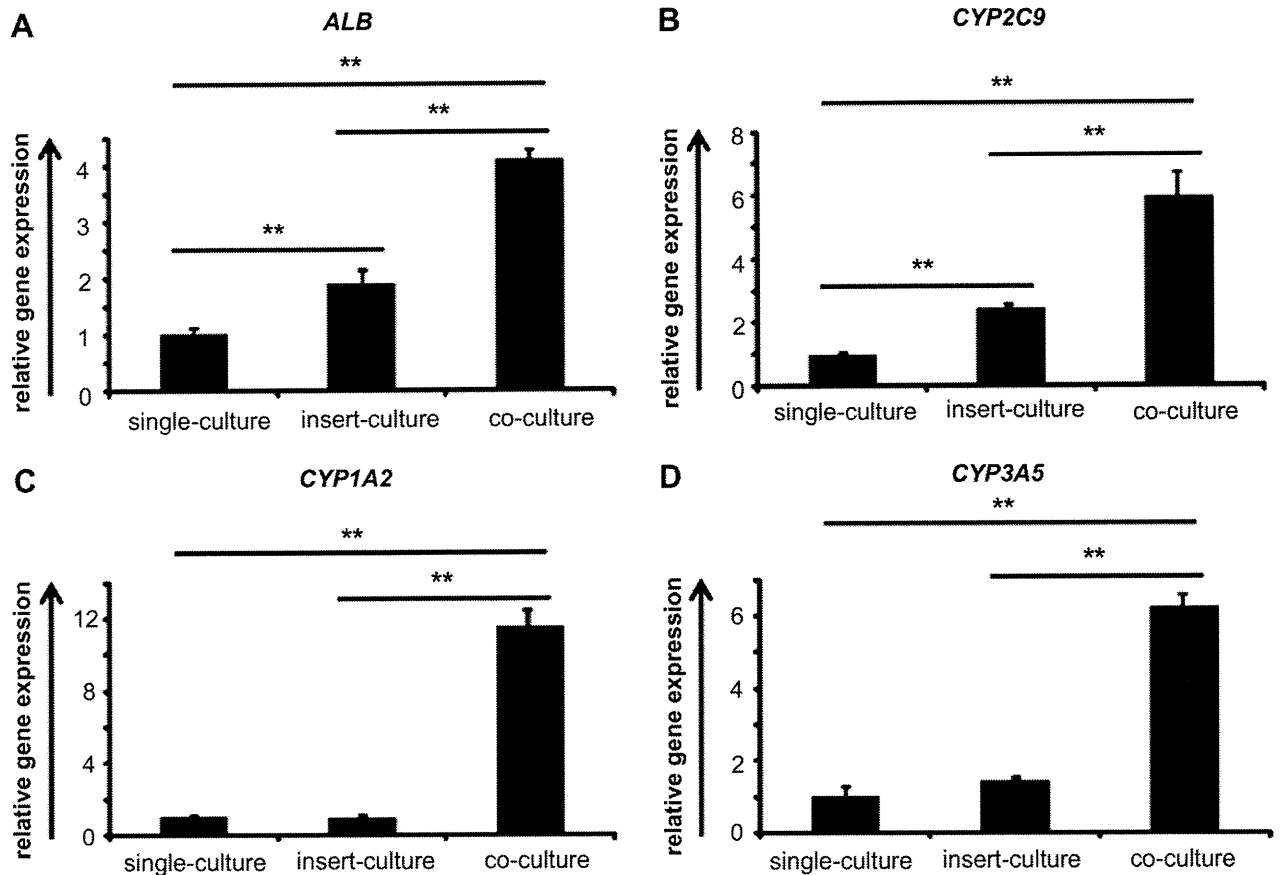 A
ALB
**
**
**
relative gene expression
4
3
2
1
0
single-culture
insert-culture
co-culture
B
CYP2C9
**
**
**
relative gene expression
8
6
4
2
0
single-culture
insert-culture
co-culture
C
CYP1A2
**
**
relative gene expression
12
8
4
0
single-culture
insert-culture
co-culture
D
CYP3A5
**
**
relative gene expression
6
4
2
0
single-culture
insert-culture
co-culture